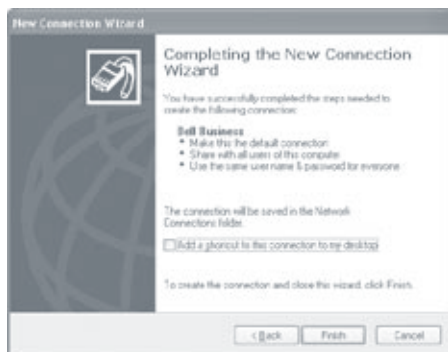 New Connection Wizard
Completing the New Connection
Wizard
You have successfully completed the steps needed to
create the following connection:
Bell Business
• Make this the default connection
• Share with all users of this computer
• Use the same user name & password for everyone
The connection will be saved in the Network
Connections folder.
Add a shortcut to this connection to my desktop
To create the connection and close this wizard, click Finish.
< Back
Finish
Cancel